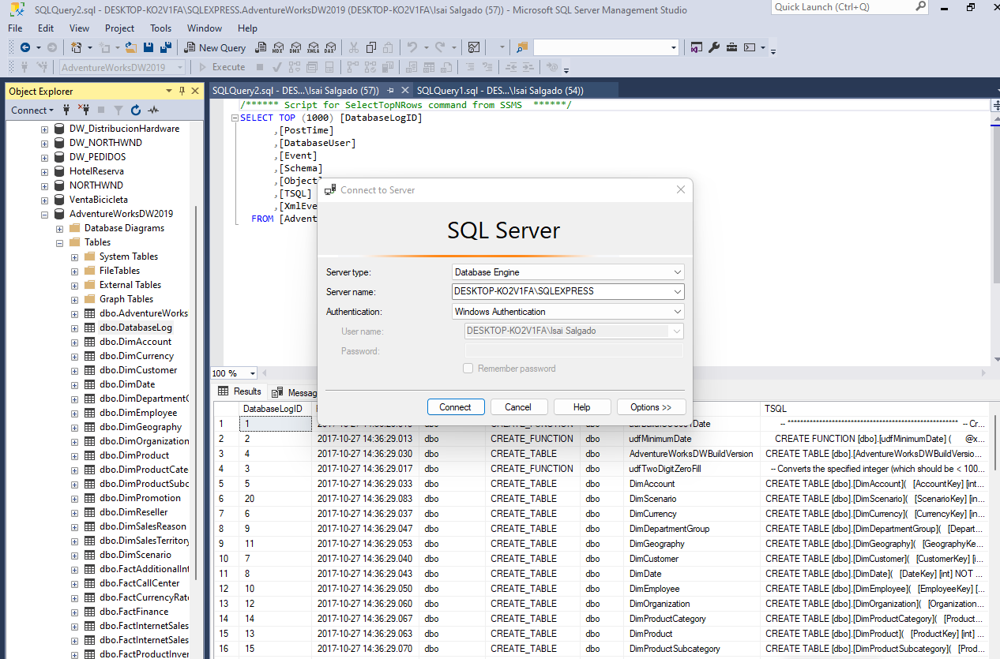 SQLQuery2.sql - DESKTOP-KO2V1FA\SQLEXPRESS.AdventureWorksDW2019 (DESKTOP-KO2V1FA\Isai Salgado (57)) - Microsoft SQL Server Management Studio
Quick Launch (Ctrl+Q)
File Edit View Project Tools Window Help
New Query MDX DMX XMLA DAX
AdventureWorksDW2019 Execute
Object Explorer
Connect
DW_DistribucionHardware
DW_NORTHWND
DW_PEDIDOS
HotelReserva
NORTHWND
VentaBicicleta
AdventureWorksDW2019
Database Diagrams
Tables
System Tables
FileTables
External Tables
Graph Tables
dbo.AdventureWorks
dbo.DatabaseLog
dbo.DimAccount
dbo.DimCurrency
dbo.DimCustomer
dbo.DimDate
dbo.DimDepartmentG
dbo.DimEmployee
dbo.DimGeography
dbo.DimOrganization
dbo.DimProduct
dbo.DimProductCate
dbo.DimProductSubc
dbo.DimPromotion
dbo.DimReseller
dbo.DimSalesReason
dbo.DimSalesTerritory
dbo.DimScenario
dbo.FactAdditionalInt
dbo.FactCallCenter
dbo.FactCurrencyRate
dbo.FactFinance
dbo.FactInternetSales
dbo.FactInternetSales
dbo.FactProductInver
SQLQuery2.sql - DES...\Isai Salgado (57)) SQLQuery1.sql - DES...\Isai Salgado (54))
/****** Script for SelectTopNRows command from SSMS ******/
SELECT TOP (1000) [DatabaseLogID]
,[PostTime]
,[DatabaseUser]
,[Event]
,[Schema]
,[Object]
,[TSQL]
,[XmlEve
FROM [Advent
Connect to Server
SQL Server
Server type: Database Engine
Server name: DESKTOP-KO2V1FA\SQLEXPRESS
Authentication: Windows Authentication
User name: DESKTOP-KO2V1FA\Isai Salgado
Password:
Remember password
Connect Cancel Help Options >>
100 %
Results Messag
DatabaseLogID TSQL
1 1 -- ****************************************************** -- Cr...
2 2 2017-10-27 14:36:29.013 dbo CREATE_FUNCTION dbo udfMinimumDate CREATE FUNCTION [dbo].[udfMinimumDate] ( @x...
3 4 2017-10-27 14:36:29.030 dbo CREATE_TABLE dbo AdventureWorksDWBuildVersion CREATE TABLE [dbo].[AdventureWorksDWBuildVersio...
4 3 2017-10-27 14:36:29.017 dbo CREATE_FUNCTION dbo udfTwoDigitZeroFill -- Converts the specified integer (which should be < 100...
5 5 2017-10-27 14:36:29.033 dbo CREATE_TABLE dbo DimAccount CREATE TABLE [dbo].[DimAccount]( [AccountKey] [int...
6 20 2017-10-27 14:36:29.083 dbo CREATE_TABLE dbo DimScenario CREATE TABLE [dbo].[DimScenario]( [ScenarioKey] [in...
7 6 2017-10-27 14:36:29.037 dbo CREATE_TABLE dbo DimCurrency CREATE TABLE [dbo].[DimCurrency]( [CurrencyKey] [in...
8 9 2017-10-27 14:36:29.047 dbo CREATE_TABLE dbo DimDepartmentGroup CREATE TABLE [dbo].[DimDepartmentGroup]( [Depart...
9 11 2017-10-27 14:36:29.053 dbo CREATE_TABLE dbo DimGeography CREATE TABLE [dbo].[DimGeography]( [GeographyKe...
10 7 2017-10-27 14:36:29.040 dbo CREATE_TABLE dbo DimCustomer CREATE TABLE [dbo].[DimCustomer]( [CustomerKey] [i...
11 8 2017-10-27 14:36:29.043 dbo CREATE_TABLE dbo DimDate CREATE TABLE [dbo].[DimDate]( [DateKey] [int] NOT ...
12 10 2017-10-27 14:36:29.050 dbo CREATE_TABLE dbo DimEmployee CREATE TABLE [dbo].[DimEmployee]( [EmployeeKey] [...
13 12 2017-10-27 14:36:29.060 dbo CREATE_TABLE dbo DimOrganization CREATE TABLE [dbo].[DimOrganization]( [Organization...
14 14 2017-10-27 14:36:29.067 dbo CREATE_TABLE dbo DimProductCategory CREATE TABLE [dbo].[DimProductCategory]( [Product...
15 13 2017-10-27 14:36:29.063 dbo CREATE_TABLE dbo DimProduct CREATE TABLE [dbo].[DimProduct]( [ProductKey] [int] ...
16 15 2017-10-27 14:36:29.070 dbo CREATE_TABLE dbo DimProductSubcategory CREATE TABLE [dbo].[DimProductSubcategory]( [Prod...